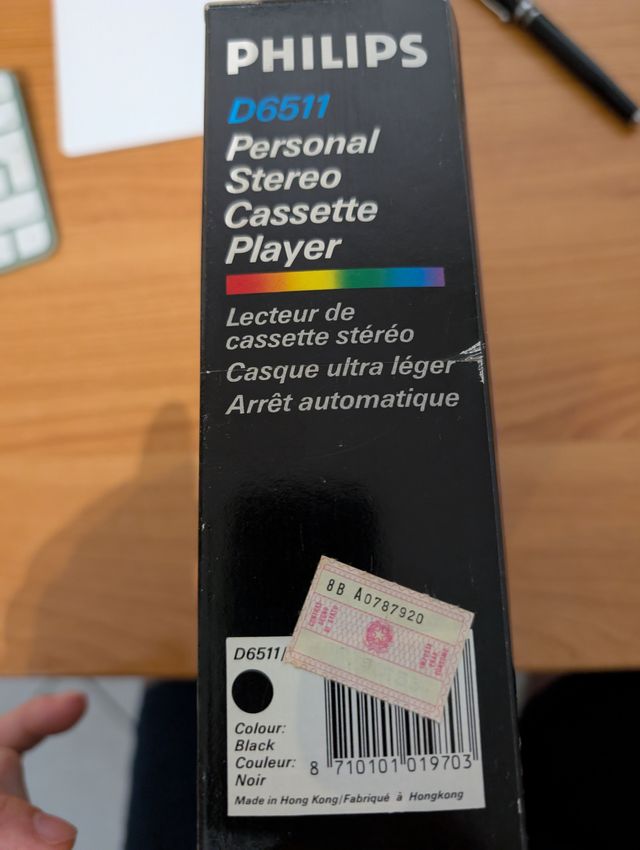 PHILIPS
D6511
Personal
Stereo
Cassette
Player
Lecteur de
cassette stéréo
Casque ultra léger
Arrêt automatique
8B A0787920
D6511/
Colour:
Black
Couleur:
Noir
8 710101 019703
Made in Hong Kong/Fabriqué à Hongkong